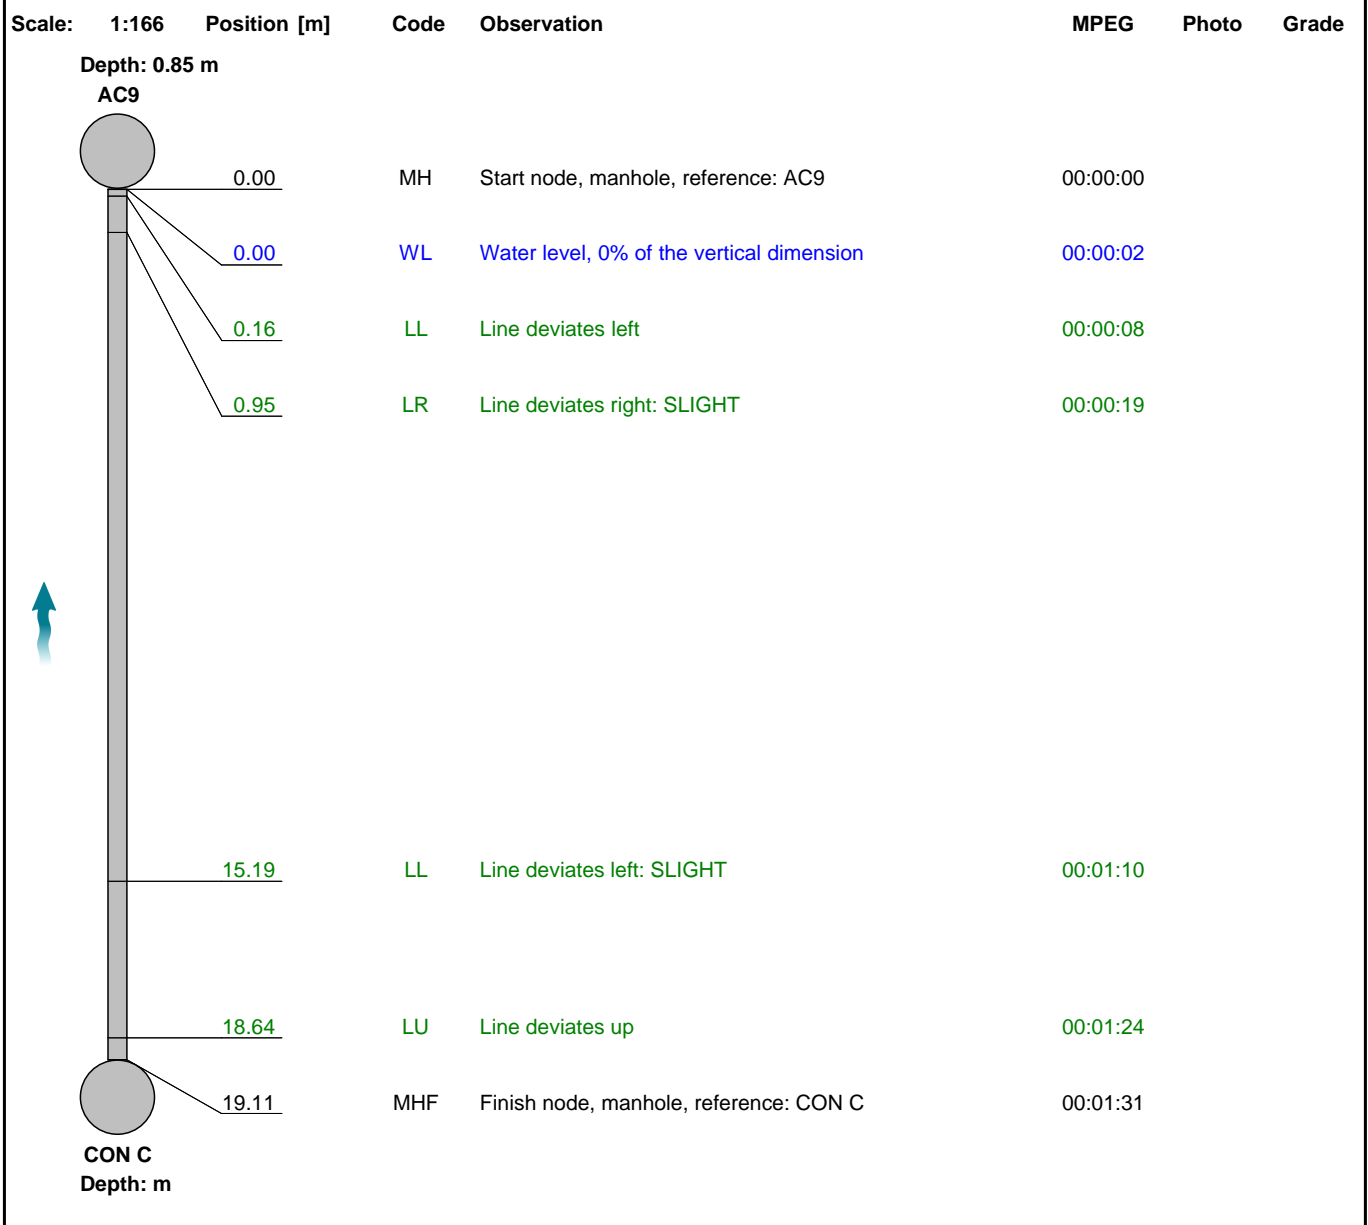 Scale: 1:166 Position [m] Code Observation MPEG Photo Grade
Depth: 0.85 m
AC9
0.00 MH Start node, manhole, reference: AC9 00:00:00
0.00 WL Water level, 0% of the vertical dimension 00:00:02
0.16 LL Line deviates left 00:00:08
0.95 LR Line deviates right: SLIGHT 00:00:19
15.19 LL Line deviates left: SLIGHT 00:01:10
18.64 LU Line deviates up 00:01:24
19.11 MHF Finish node, manhole, reference: CON C 00:01:31
CON C
Depth: m